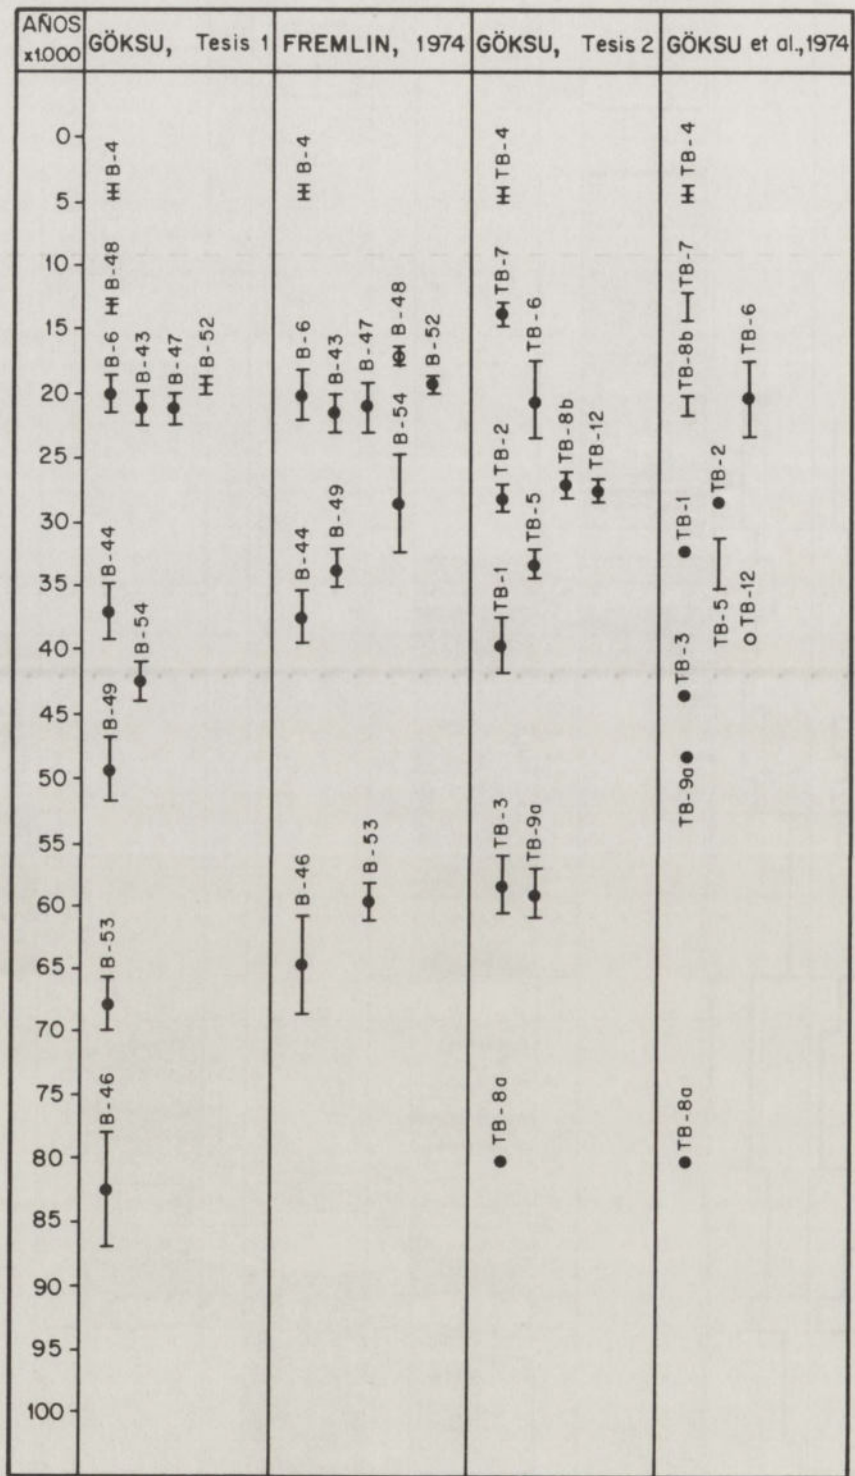 AÑOS x1.000
GÖKSU, Tesis 1
FREMLIN, 1974
GÖKSU, Tesis 2
GÖKSU et al., 1974
0
5
10
15
20
25
30
35
40
45
50
55
60
65
70
75
80
85
90
95
100
B-4
B-48
B-6
B-43
B-47
B-52
B-44
B-54
B-49
B-53
B-46
B-4
B-6
B-43
B-47
B-48
B-52
B-54
B-49
B-44
B-53
B-46
TB-4
TB-7
TB-6
TB-2
TB-8b
TB-12
TB-5
TB-1
TB-3
TB-9a
TB-8a
TB-4
TB-7
TB-8b
TB-6
TB-2
TB-1
TB-5
TB-12
TB-3
TB-9a
TB-8a